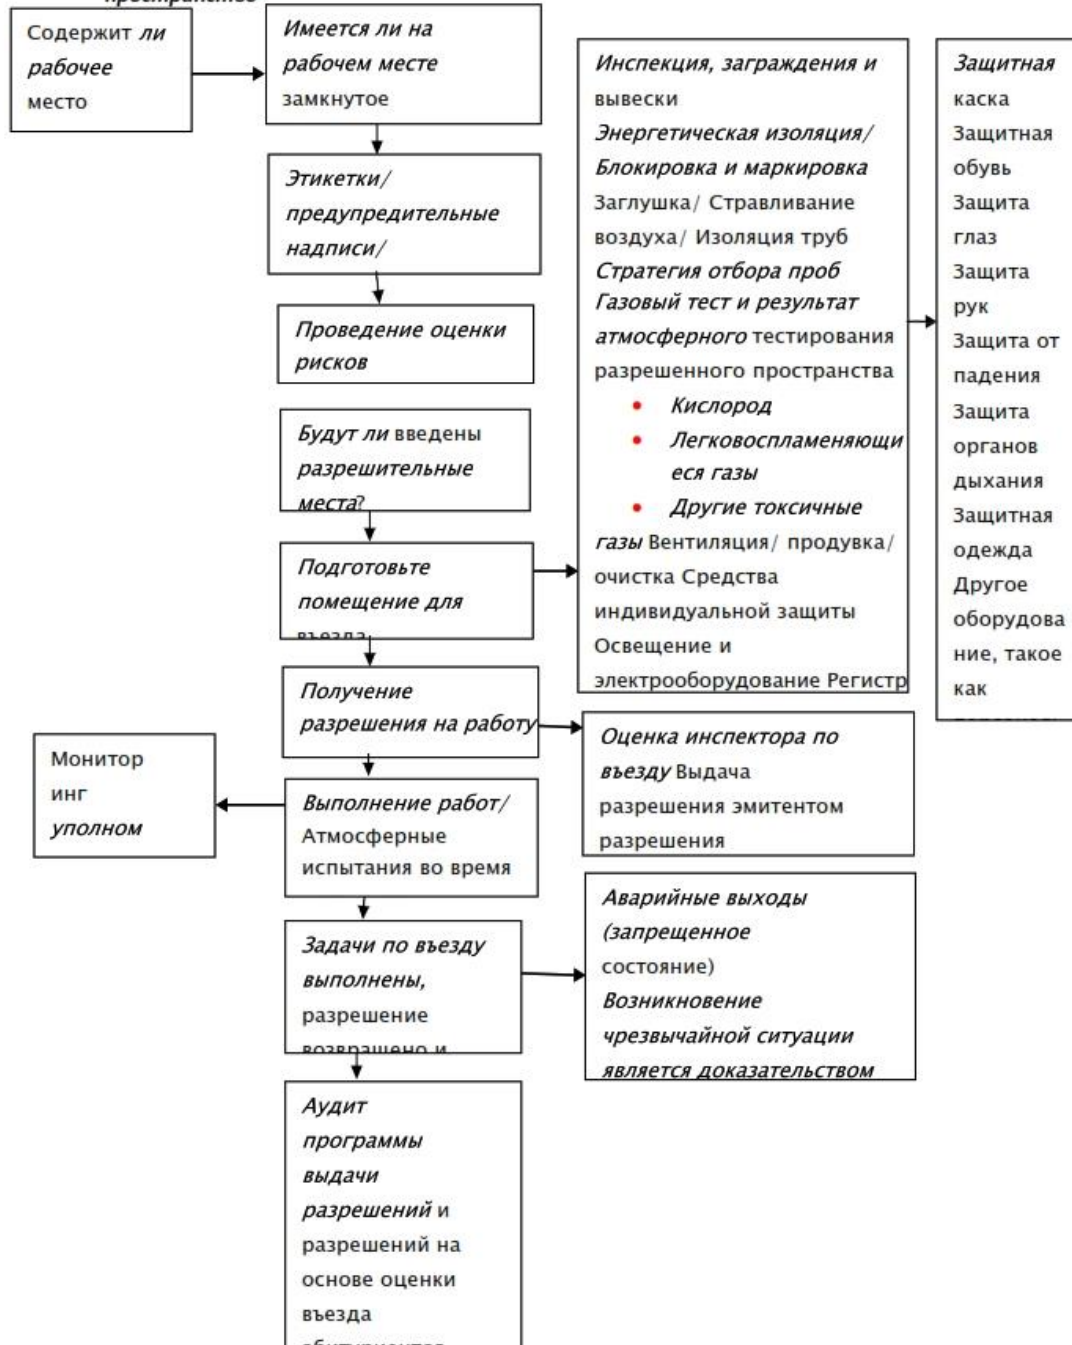 пространство
Содержит ли
рабочее
место
Имеется ли на
рабочем месте
замкнутое
Этикетки/
предупредительные
надписи/
Проведение оценки
рисков
Будут ли введены
разрешительные
места?
Подготовьте
помещение для
въезда
Получение
разрешения на работу
Монитор
инг
уполном
Выполнение работ/
Атмосферные
испытания во время
Задачи по въезду
выполнены,
разрешение
возвращено и
Аудит
программы
выдачи
разрешений и
разрешений на
основе оценки
въезда
Инспекция, заграждения и
вывески
Энергетическая изоляция/
Блокировка и маркировка
Заглушка/ Стравливание
воздуха/ Изоляция труб
Стратегия отбора проб
Газовый тест и результат
атмосферного тестирования
разрешенного пространства
• Кислород
• Легковоспламеняющи
еся газы
• Другие токсичные
газы Вентиляция/ продувка/
очистка Средства
индивидуальной защиты
Освещение и
электрооборудование Регистр
Защитная
каска
Защитная
обувь
Защита
глаз
Защита
рук
Защита от
падения
Защита
органов
дыхания
Защитная
одежда
Другое
оборудова
ние, такое
как
Оценка инспектора по
въезду Выдача
разрешения эмитентом
разрешения
Аварийные выходы
(запрещенное
состояние)
Возникновение
чрезвычайной ситуации
является доказательством